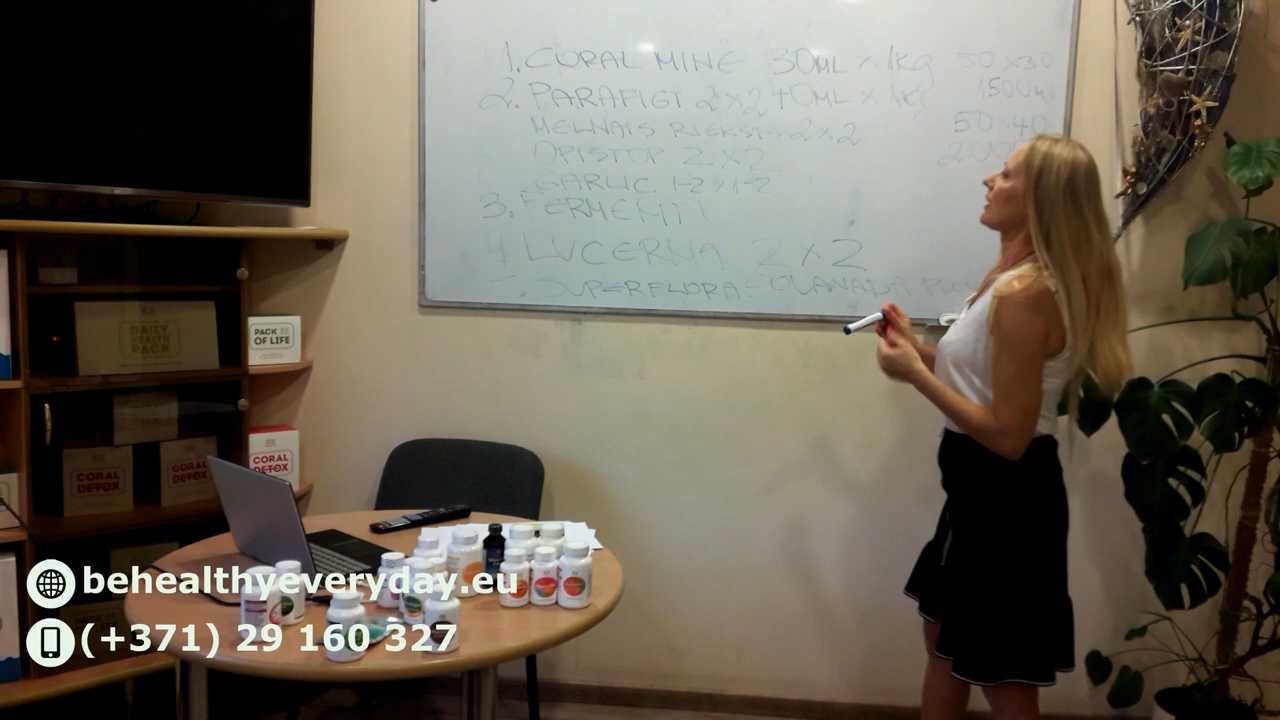 1. CORAL MINE 30ML x 1kg 50x30
2. PARAFIGT 2x2 40ML x 1kg 1500ml
MELNAIS RIEKSTS 2x2 50x40
OPISTOP 2x2
GARLIC 1-2x1-2
3. FERMENTI
4 LUCERNA 2x2
SUPERFLORA
DAILY
HEALTH
PACK
PACK
OF LIFE
CORAL
DETOX
CORAL
DETOX
CORAL
DETOX
behealthyeveryday.eu
(+371) 29 160 327